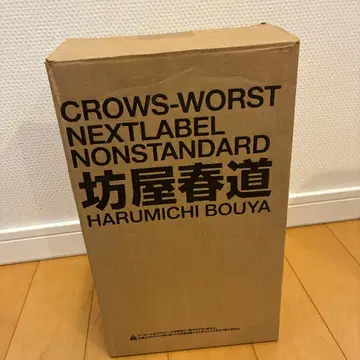 CROWS-WORST
NEXTLABEL
NONSTANDARD
坊屋春道
HARUMICHI BOUYA